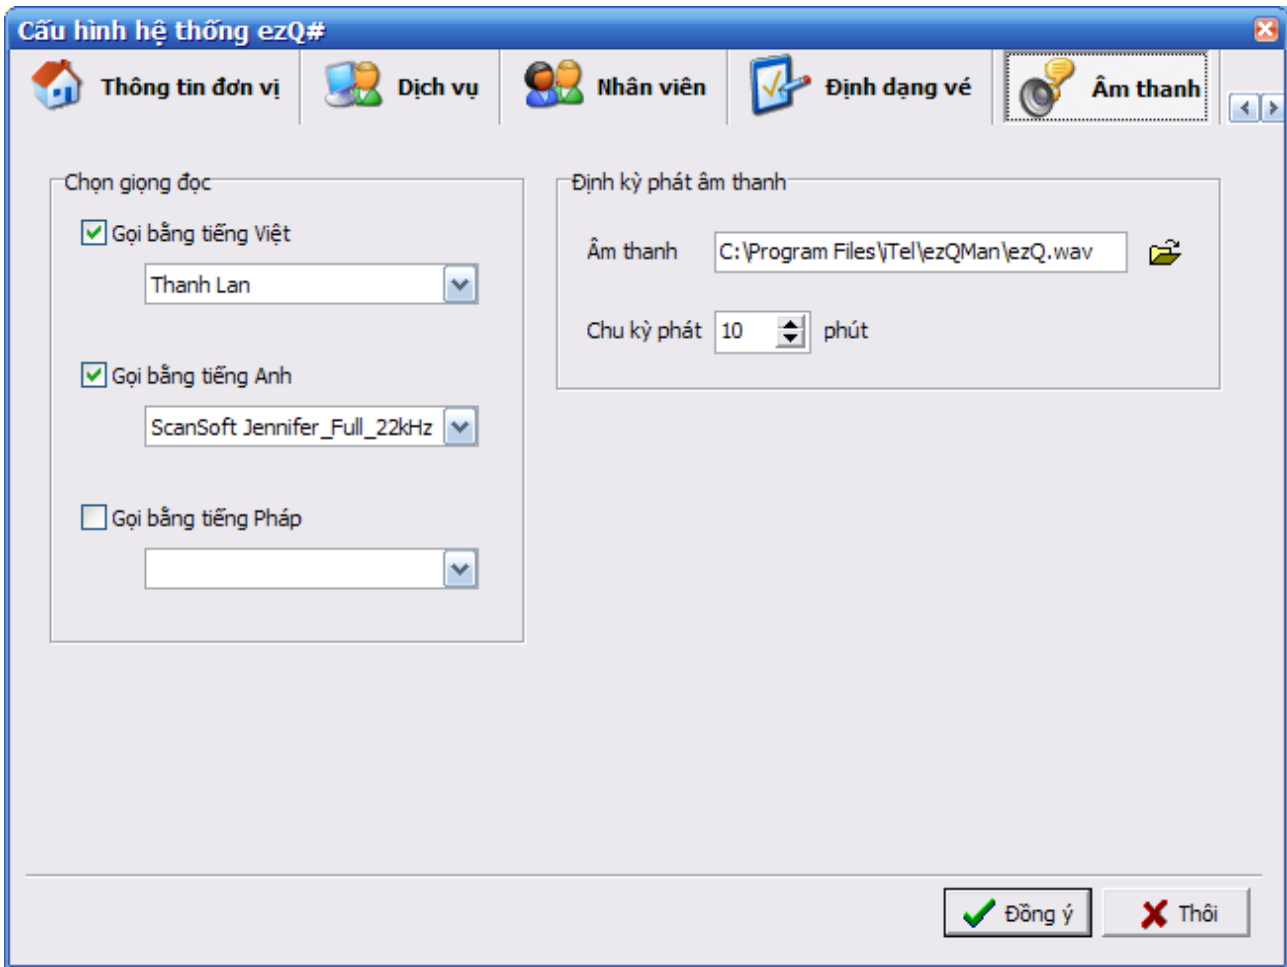 Cấu hình hệ thống ezQ#
Thông tin đơn vị Dịch vụ Nhân viên Định dạng vé Âm thanh
Chọn giọng đọc
Gọi bằng tiếng Việt
Thanh Lan
Gọi bằng tiếng Anh
ScanSoft Jennifer_Full_22kHz
Gọi bằng tiếng Pháp
Định kỳ phát âm thanh
Âm thanh C:\Program Files\iTel\ezQMan\ezQ.wav
Chu kỳ phát 10 phút
Đồng ý Thôi